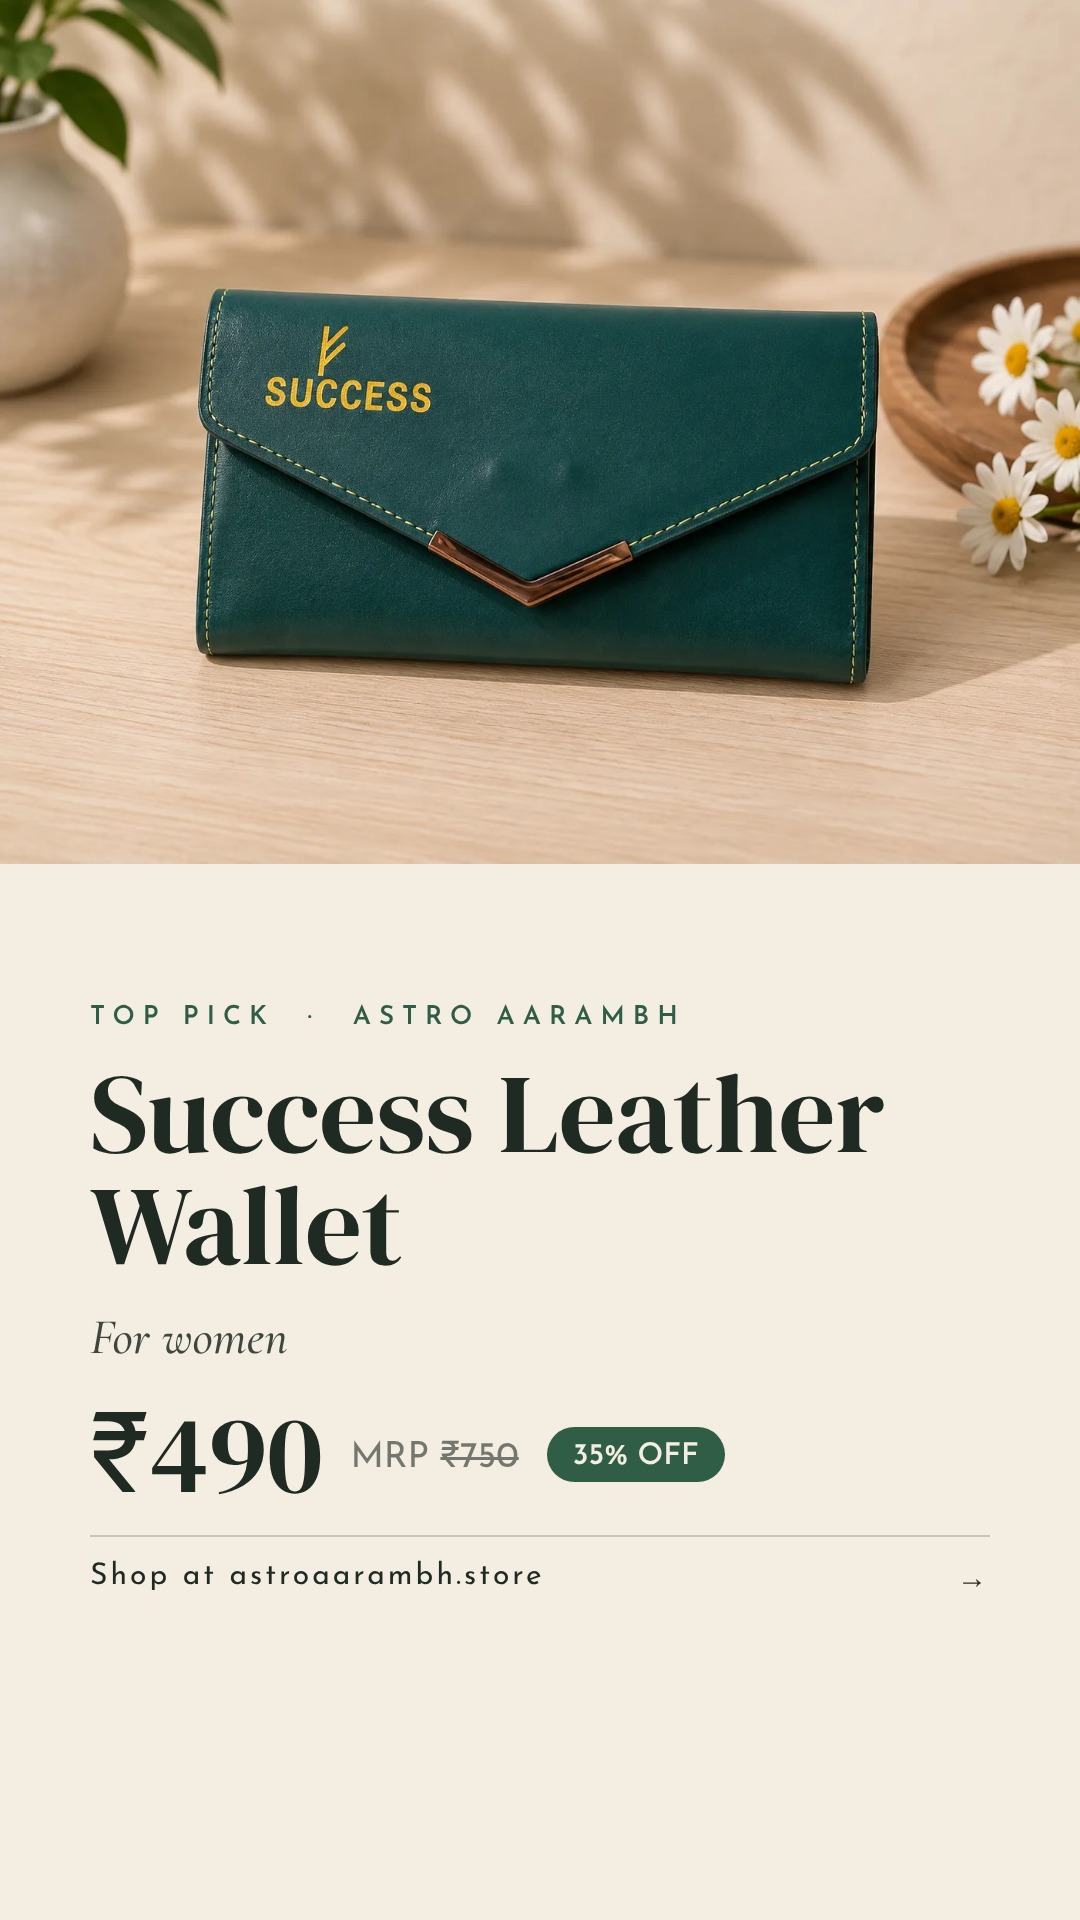 SUCCESS
TOP PICK · ASTRO AARAMBH
Success Leather
Wallet
For women
₹490 MRP ₹750 35% OFF
Shop at astroaarambh.store →